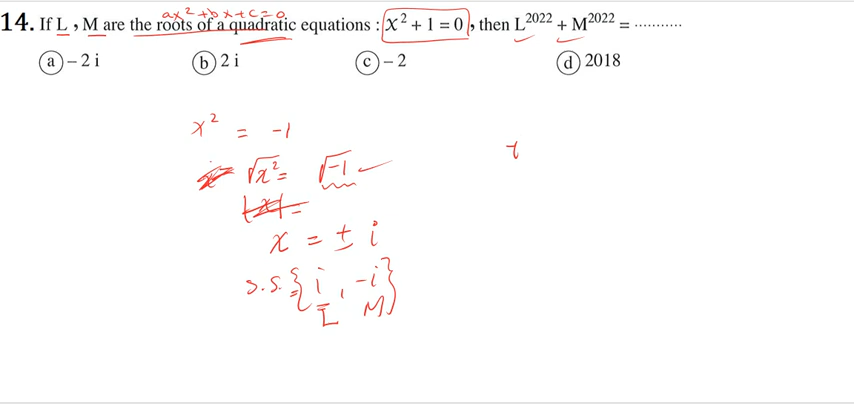 ax² + bx + c = 0
14. If L , M are the roots of a quadratic equations : x² + 1 = 0 , then L²⁰²² + M²⁰²² = ···········
a – 2 i b 2 i c – 2 d 2018
x² = -1
√x² = √-1
|x| =
x = ± i
s.s. { i , -i }
L M